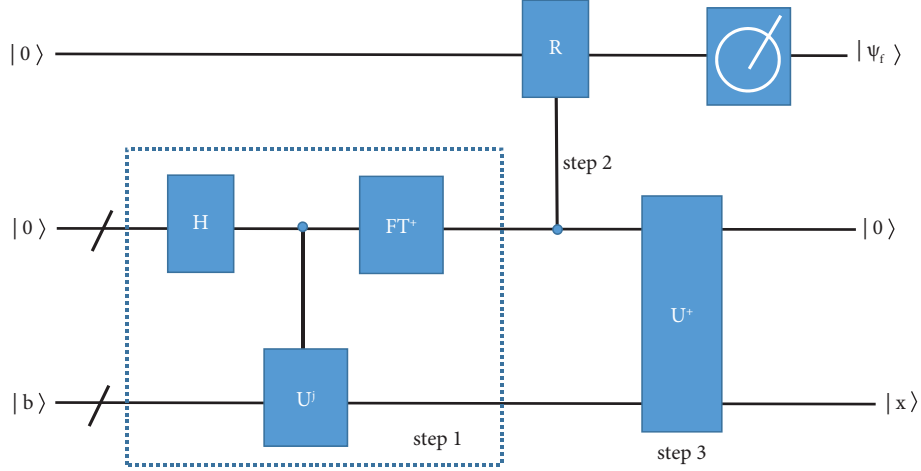 |0⟩
R
|ψf⟩
step 2
|0⟩
H
FT⁺
|0⟩
U⁺
|b⟩
Uʲ
|x⟩
step 1
step 3